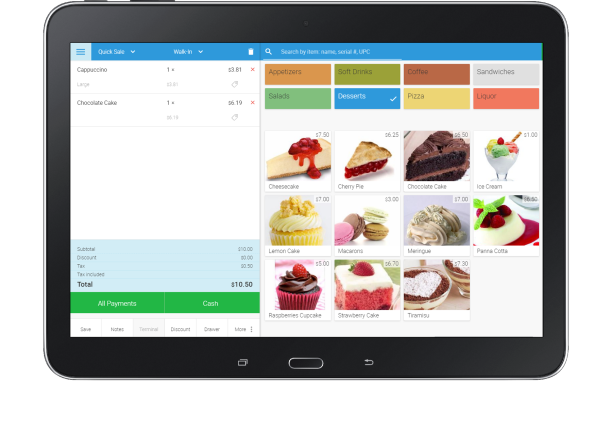 Quick Sale
Walk-In
Search by item: name, serial #, UPC
Cappuccino 1 × $3.81 ×
Large $3.81
Chocolate Cake 1 × $6.19 ×
$6.19
Subtotal $10.00
Discount $0.00
Tax $0.50
Tax included
Total $10.50
All Payments Cash
Save Notes Terminal Discount Drawer More
Appetizers Soft Drinks Coffee Sandwiches
Salads Desserts Pizza Liquor
$7.50 $6.25 $6.50 $1.00
Cheesecake Cherry Pie Chocolate Cake Ice Cream
$7.00 $3.00 $7.00
Lemon Cake Macarons Meringue Panna Cotta
$5.00 $6.70 $7.30
Raspberries Cupcake Strawberry Cake Tiramisu